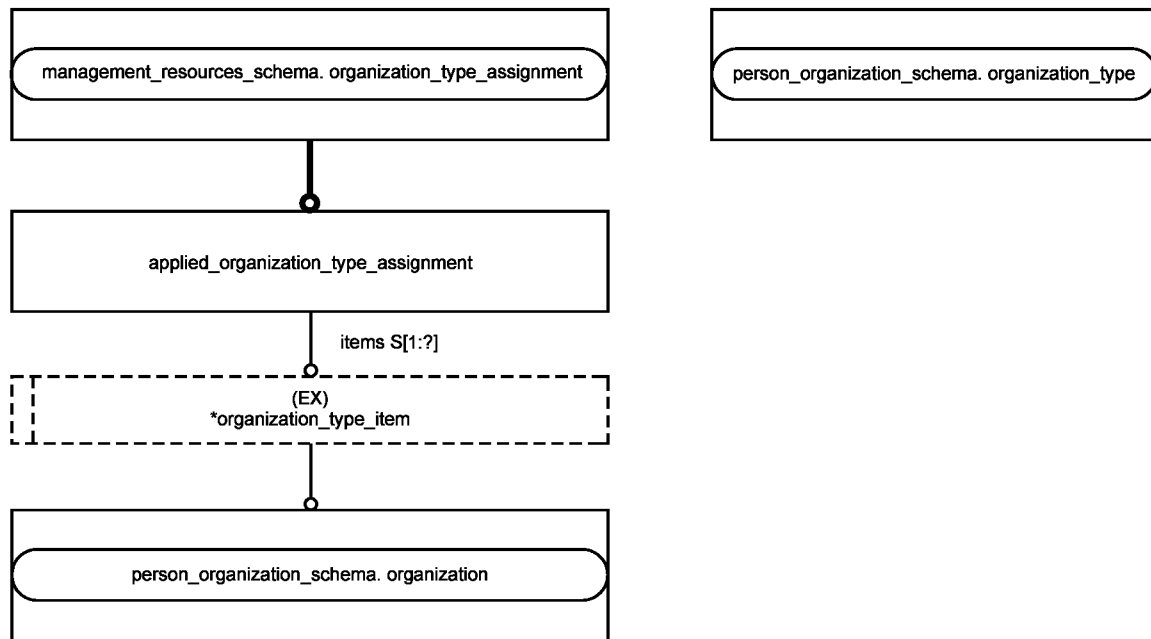 management_resources_schema. organization_type_assignment
person_organization_schema. organization_type
applied_organization_type_assignment
items S[1:?]
(EX)
*organization_type_item
person_organization_schema. organization